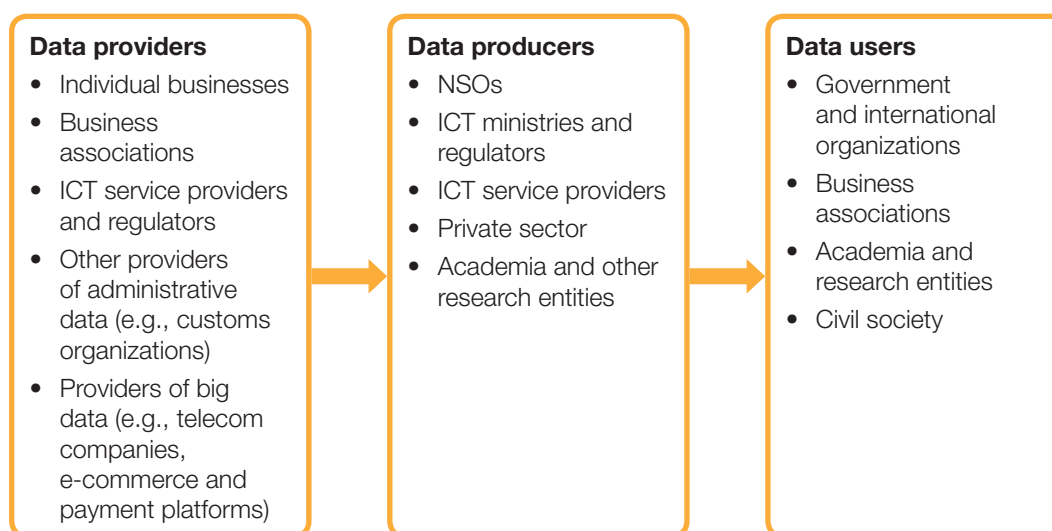 Data providers
• Individual businesses
• Business
associations
• ICT service providers
and regulators
• Other providers
of administrative
data (e.g., customs
organizations)
• Providers of big
data (e.g., telecom
companies,
e-commerce and
payment platforms)
Data producers
• NSOs
• ICT ministries and
regulators
• ICT service providers
• Private sector
• Academia and other
research entities
Data users
• Government
and international
organizations
• Business
associations
• Academia and
research entities
• Civil society